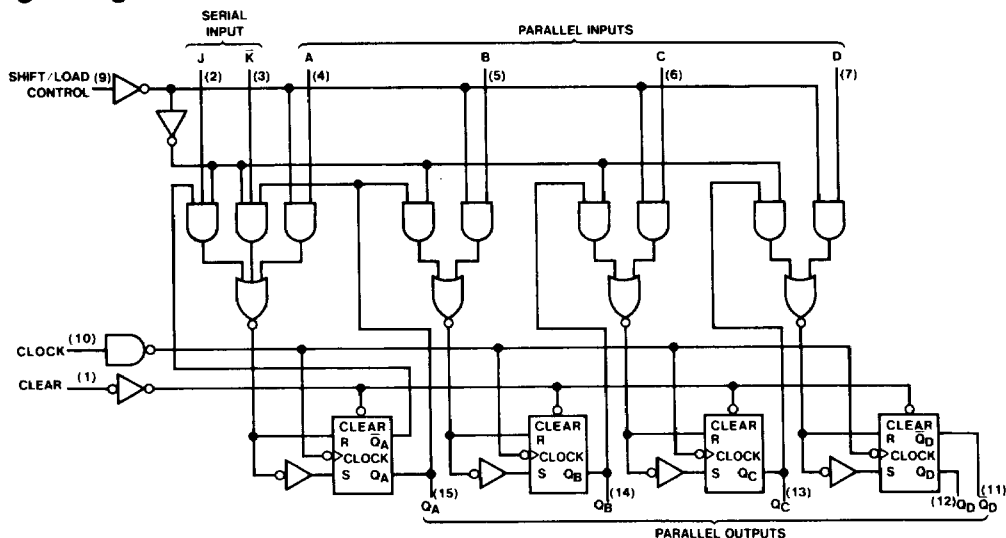 SERIAL
INPUT
PARALLEL INPUTS
J K̅ A B C D
SHIFT/LOAD (9) (2) (3) (4) (5) (6) (7)
CONTROL
CLOCK (10)
CLEAR (1)
CLEAR CLEAR CLEAR CLEAR
R Q̅A R R R Q̅D
CLOCK CLOCK CLOCK CLOCK
S QA S QB S QC S QD
QA (15) QB (14) QC (13) (12) QD Q̅D (11)
PARALLEL OUTPUTS